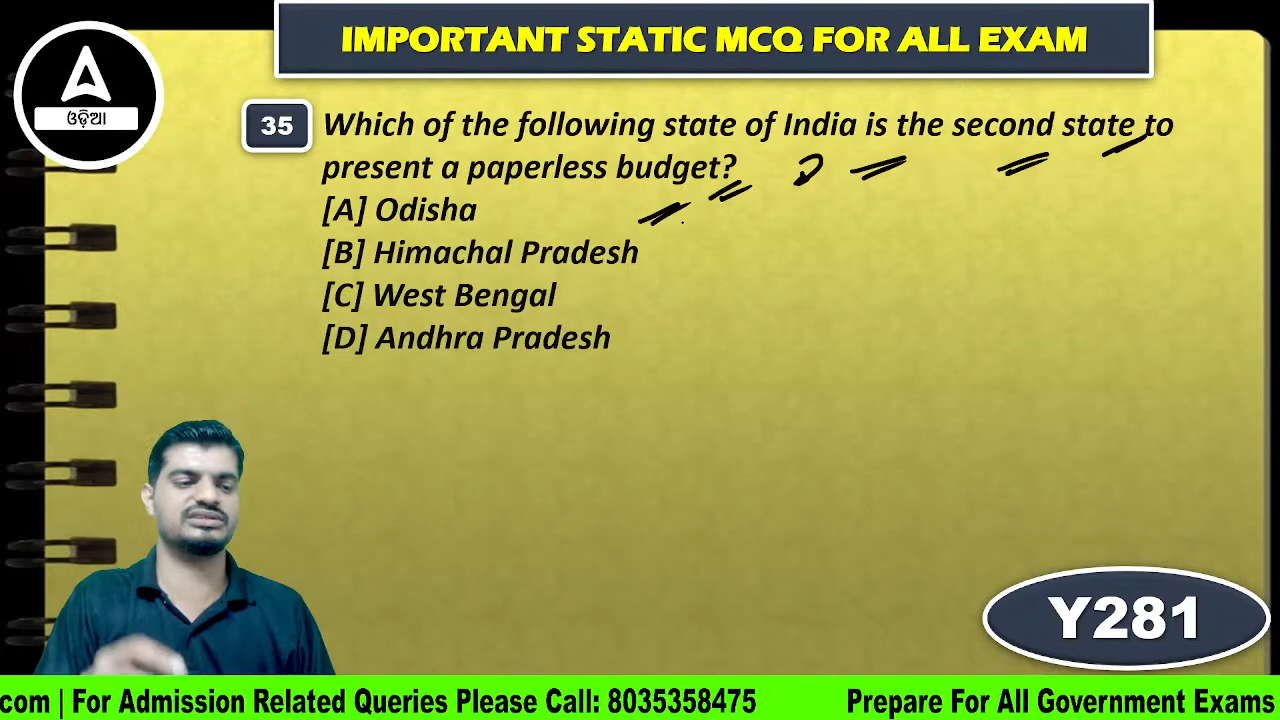 IMPORTANT STATIC MCQ FOR ALL EXAM
ଓଡ଼ିଆ
35
Which of the following state of India is the second state to
present a paperless budget?
[A] Odisha
[B] Himachal Pradesh
[C] West Bengal
[D] Andhra Pradesh
Y281
com | For Admission Related Queries Please Call: 8035358475 Prepare For All Government Exams